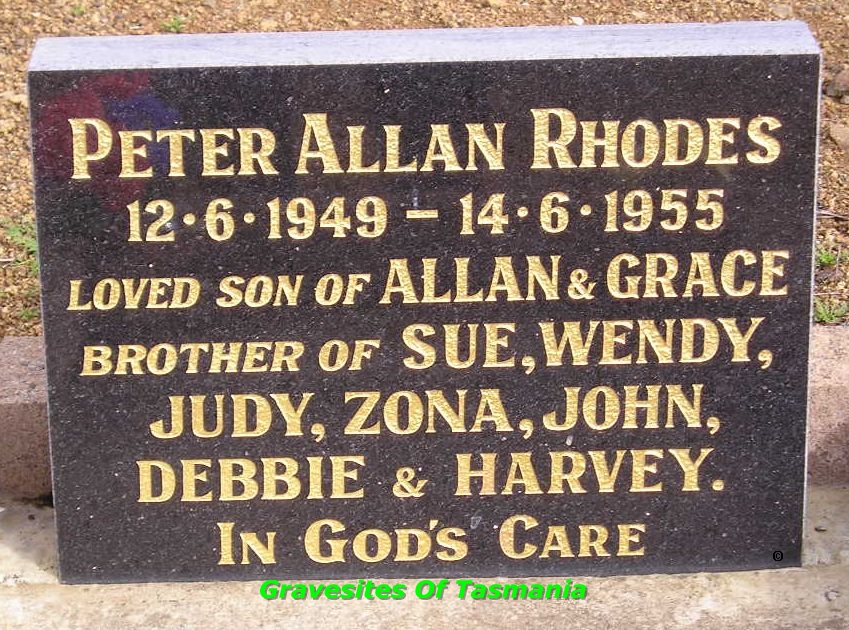 PETER ALLAN RHODES
12·6·1949 – 14·6·1955
LOVED SON OF ALLAN & GRACE
BROTHER OF SUE, WENDY,
JUDY, ZONA, JOHN,
DEBBIE & HARVEY.
IN GOD'S CARE
©
Gravesites Of Tasmania